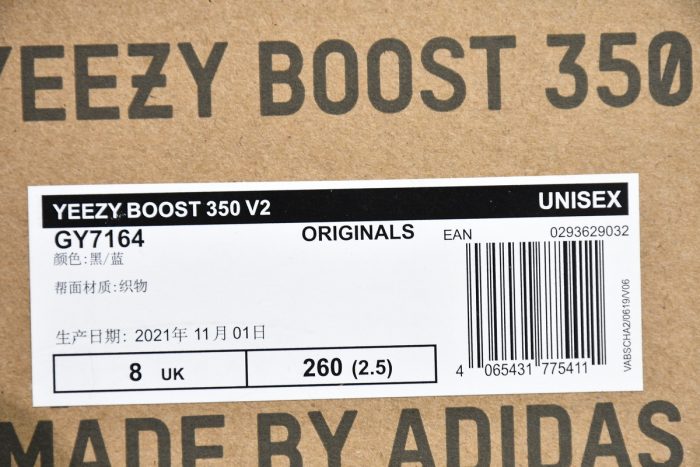 YEEZY BOOST 350
YEEZY BOOST 350 V2 UNISEX
GY7164 ORIGINALS EAN 0293629032
颜色:黑/蓝
帮面材质:织物
生产日期: 2021年 11月 01日
8 UK 260 (2.5)
4 065431 775411
VABSCHA2/0619/V06
MADE BY ADIDAS